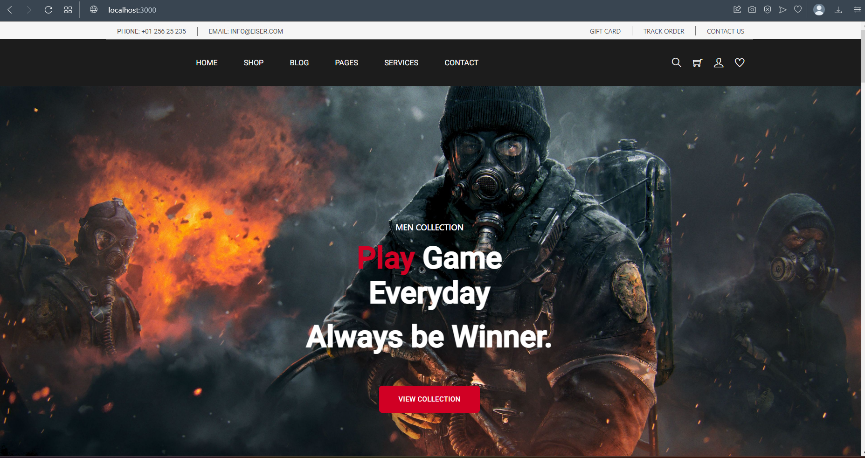 localhost:3000
PHONE: +01 256 25 235 EMAIL: INFO@EISER.COM GIFT CARD TRACK ORDER CONTACT US
HOME SHOP BLOG PAGES SERVICES CONTACT
MEN COLLECTION
Play Game
Everyday
Always be Winner.
VIEW COLLECTION